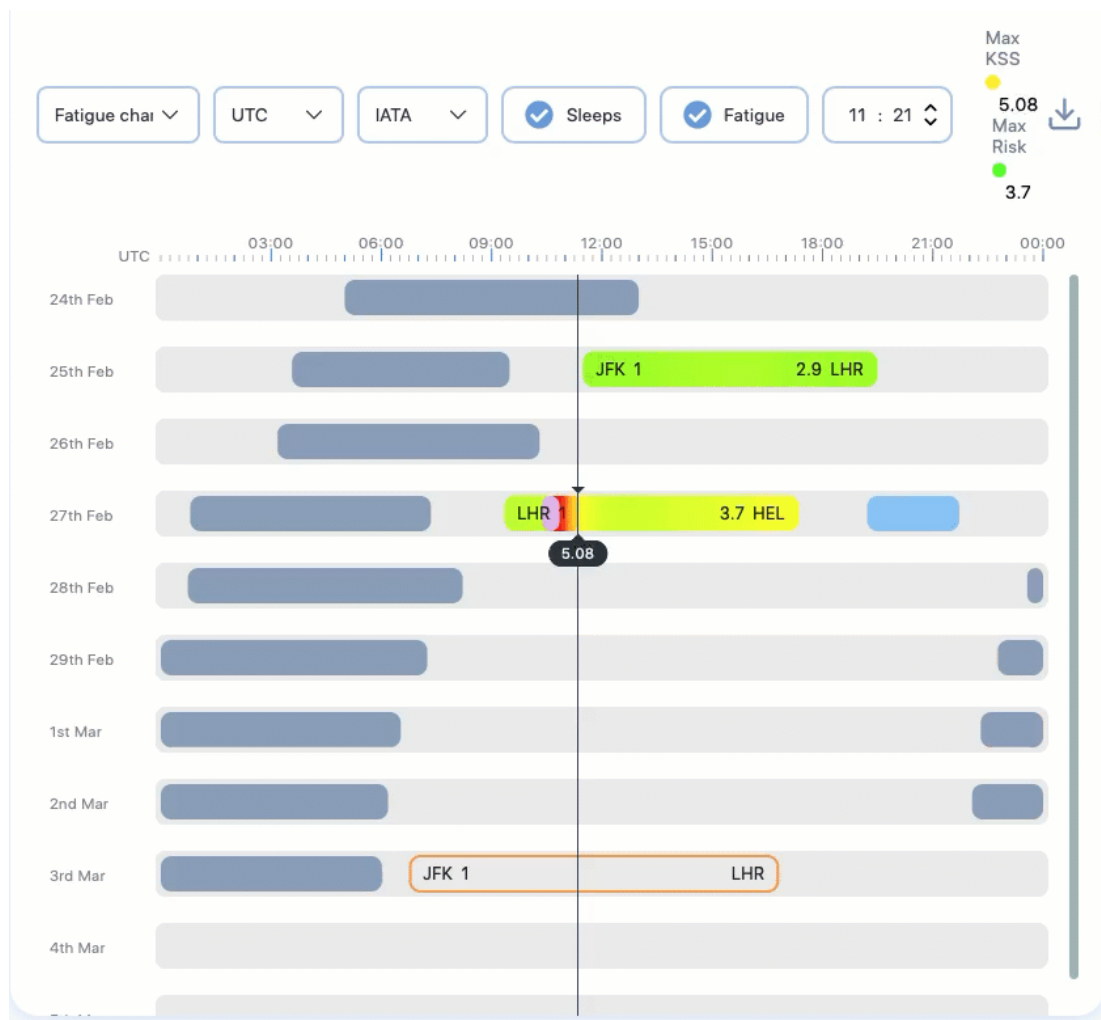 Max
KSS
5.08
Max
Risk
3.7
Fatigue char
UTC
IATA
Sleeps
Fatigue
11 : 21
UTC
03:00 06:00 09:00 12:00 15:00 18:00 21:00 00:00
24th Feb
25th Feb JFK 1 2.9 LHR
26th Feb
27th Feb LHR 1 3.7 HEL
5.08
28th Feb
29th Feb
1st Mar
2nd Mar
3rd Mar JFK 1 LHR
4th Mar